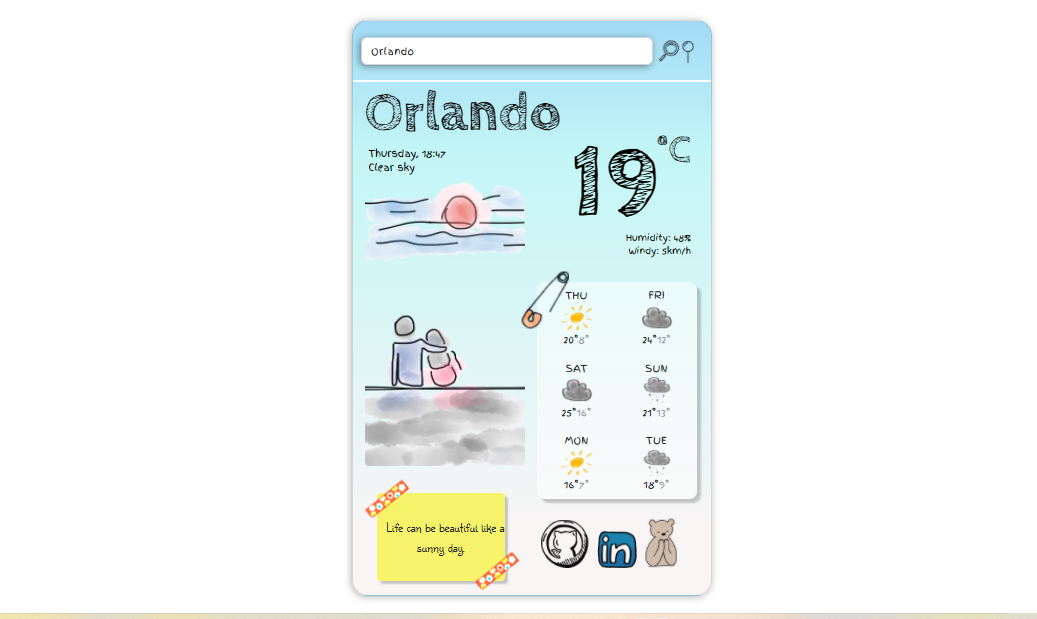 Orlando
Orlando
Thursday, 18:47
Clear sky
19°C
Humidity: 48%
Windy: 5km/h
THU FRI
20°8° 24°12°
SAT SUN
25°16° 21°13°
MON TUE
16°7° 18°9°
Life can be beautiful like a
sunny day.
in